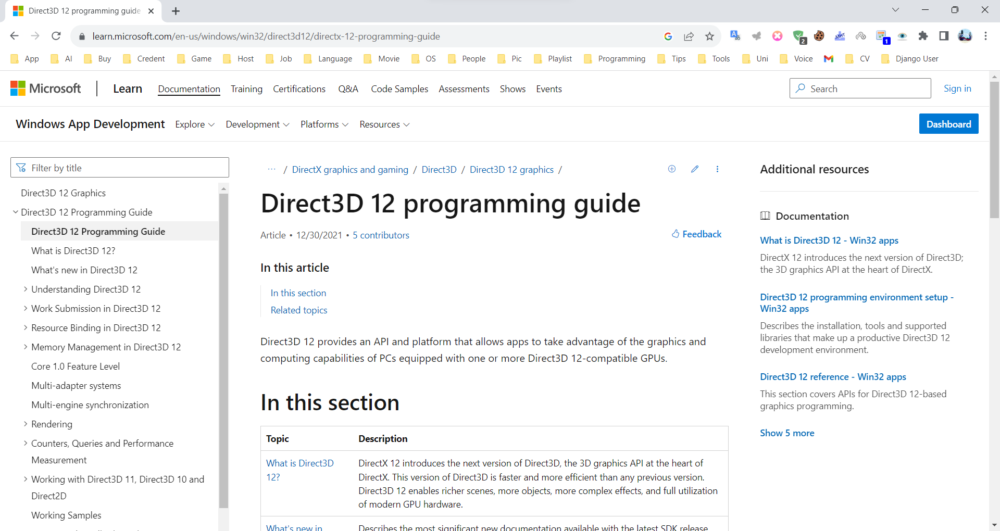 Direct3D 12 programming guide
learn.microsoft.com/en-us/windows/win32/direct3d12/directx-12-programming-guide
2
MHT
1
App AI Buy Credent Game Host Job Language Movie OS People Pic Playlist Programming Tips Tools Uni Voice CV Django User
Microsoft Learn Documentation Training Certifications Q&A Code Samples Assessments Shows Events Search Sign in
Windows App Development Explore Development Platforms Resources Dashboard
Filter by title
Direct3D 12 Graphics
Direct3D 12 Programming Guide
Direct3D 12 Programming Guide
What is Direct3D 12?
What's new in Direct3D 12
Understanding Direct3D 12
Work Submission in Direct3D 12
Resource Binding in Direct3D 12
Memory Management in Direct3D 12
Core 1.0 Feature Level
Multi-adapter systems
Multi-engine synchronization
Rendering
Counters, Queries and Performance
Measurement
Working with Direct3D 11, Direct3D 10 and
Direct2D
Working Samples
··· / DirectX graphics and gaming / Direct3D / Direct3D 12 graphics /
Direct3D 12 programming guide
Article • 12/30/2021 • 5 contributors
Feedback
In this article
In this section
Related topics
Direct3D 12 provides an API and platform that allows apps to take advantage of the graphics and
computing capabilities of PCs equipped with one or more Direct3D 12-compatible GPUs.
In this section
Topic Description
What is Direct3D
12?
DirectX 12 introduces the next version of Direct3D, the 3D graphics API at the heart of
DirectX. This version of Direct3D is faster and more efficient than any previous version.
Direct3D 12 enables richer scenes, more objects, more complex effects, and full utilization
of modern GPU hardware.
What's new in
Describes the most significant new documentation available with the latest SDK release
Additional resources
Documentation
What is Direct3D 12 - Win32 apps
DirectX 12 introduces the next version of Direct3D;
the 3D graphics API at the heart of DirectX.
Direct3D 12 programming environment setup -
Win32 apps
Describes the installation, tools and supported
libraries that make up a productive Direct3D 12
development environment.
Direct3D 12 reference - Win32 apps
This section covers APIs for Direct3D 12-based
graphics programming.
Show 5 more